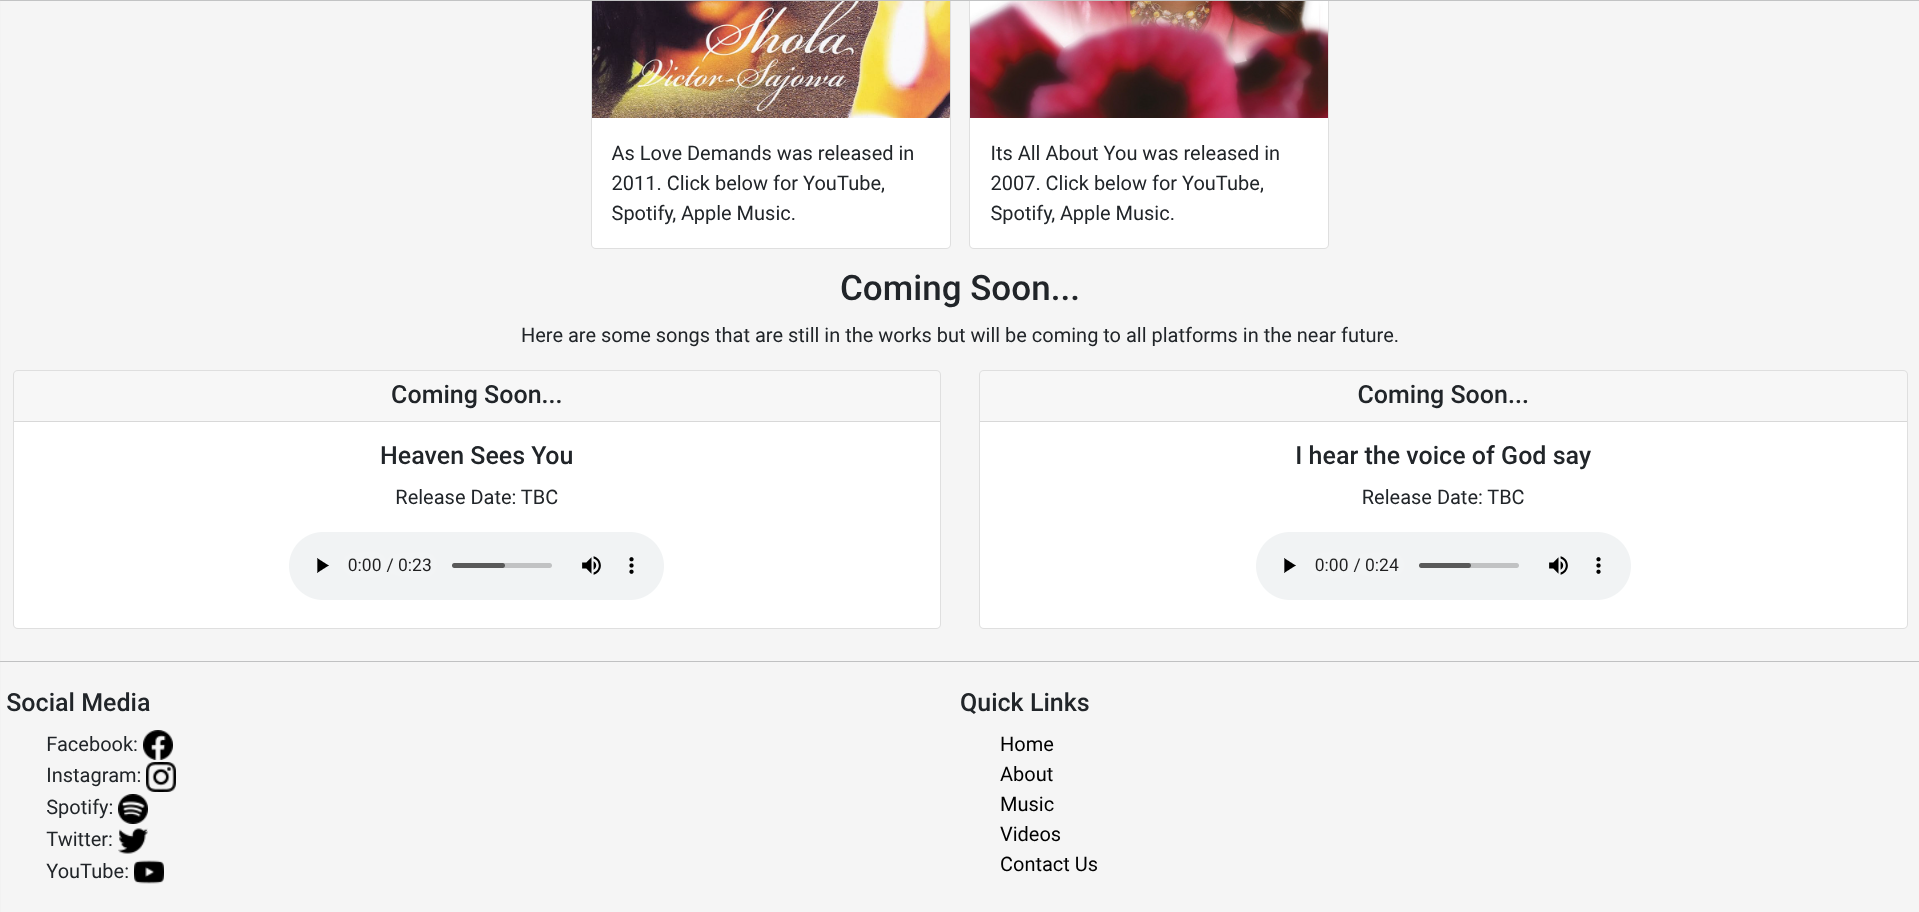 Shola
Victor-Sajowa
As Love Demands was released in
2011. Click below for YouTube,
Spotify, Apple Music.
Its All About You was released in
2007. Click below for YouTube,
Spotify, Apple Music.
Coming Soon...
Here are some songs that are still in the works but will be coming to all platforms in the near future.
Coming Soon...
Heaven Sees You
Release Date: TBC
0:00 / 0:23
Coming Soon...
I hear the voice of God say
Release Date: TBC
0:00 / 0:24
Social Media
Facebook:
Instagram:
Spotify:
Twitter:
YouTube:
Quick Links
Home
About
Music
Videos
Contact Us